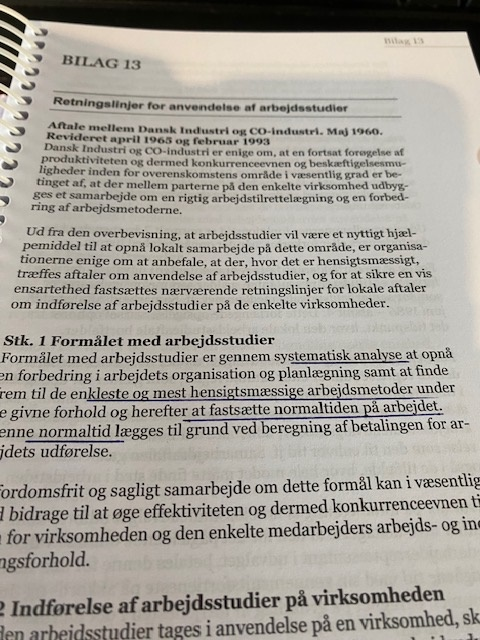 Bilag 13
BILAG 13
Retningslinjer for anvendelse af arbejdsstudier
Aftale mellem Dansk Industri og CO-industri. Maj 1960.
Revideret april 1965 og februar 1993
Dansk Industri og CO-industri er enige om, at en fortsat forøgelse af
produktiviteten og dermed konkurrenceevnen og beskæftigelsesmu-
ligheder inden for overenskomstens område i væsentlig grad er be-
tinget af, at der mellem parterne på den enkelte virksomhed udbyg-
ges et samarbejde om en rigtig arbejdstilrettelægning og en forbed-
ring af arbejdsmetoderne.
Ud fra den overbevisning, at arbejdsstudier vil være et nyttigt hjæl-
pemiddel til at opnå lokalt samarbejde på dette område, er organisa-
tionerne enige om at anbefale, at der, hvor det er hensigtsmæssigt,
træffes aftaler om anvendelse af arbejdsstudier, og for at sikre en vis
ensartethed fastsættes nærværende retningslinjer for lokale aftaler
om indførelse af arbejdsstudier på de enkelte virksomheder.
Stk. 1 Formålet med arbejdsstudier
Formålet med arbejdsstudier er gennem systematisk analyse at opnå
en forbedring i arbejdets organisation og planlægning samt at finde
rem til de enkleste og mest hensigtsmæssige arbejdsmetoder under
e givne forhold og herefter at fastsætte normaltiden på arbejdet.
enne normaltid lægges til grund ved beregning af betalingen for ar-
jdets udførelse.
fordomsfrit og sagligt samarbejde om dette formål kan i væsentlig
d bidrage til at øge effektiviteten og dermed konkurrenceevnen ti
for virksomheden og den enkelte medarbejders arbejds- og in
ngsforhold.
2 Indførelse af arbejdsstudier på virksomheden
den arbejdsstudier tages i anvendelse på en virksomhed, sk